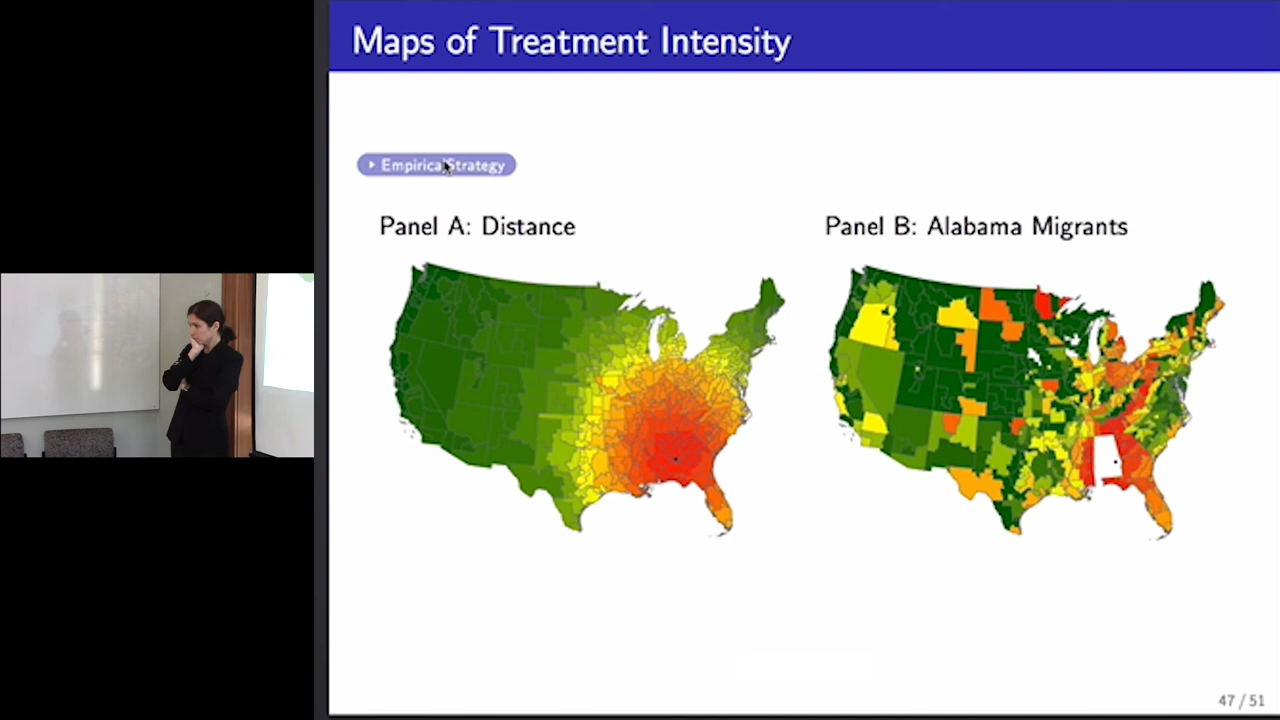 Maps of Treatment Intensity
Empirical Strategy
Panel A: Distance
Panel B: Alabama Migrants
47 / 51